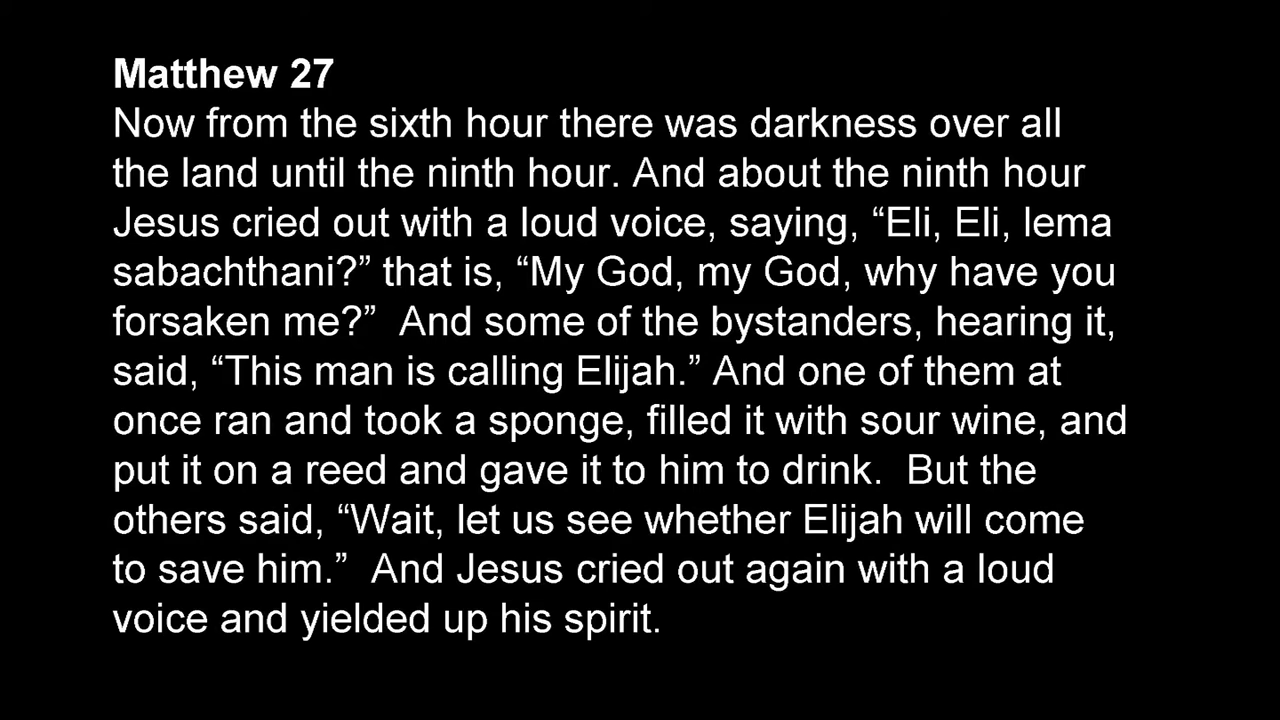 Matthew 27
Now from the sixth hour there was darkness over all
the land until the ninth hour. And about the ninth hour
Jesus cried out with a loud voice, saying, “Eli, Eli, lema
sabachthani?” that is, “My God, my God, why have you
forsaken me?”  And some of the bystanders, hearing it,
said, “This man is calling Elijah.” And one of them at
once ran and took a sponge, filled it with sour wine, and
put it on a reed and gave it to him to drink.  But the
others said, “Wait, let us see whether Elijah will come
to save him.”  And Jesus cried out again with a loud
voice and yielded up his spirit.